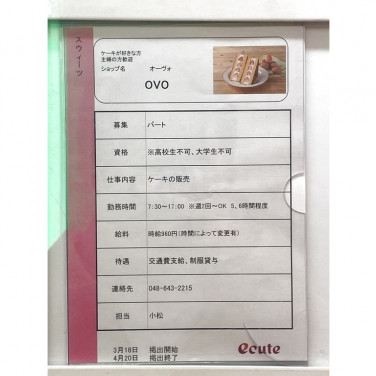 スウィーツ
ケーキが好きな方
主婦の方歓迎
ショップ名 オーヴォ
OVO
募集 パート
資格 ※高校生不可、大学生不可
仕事内容 ケーキの販売
勤務時間 7:30~17:00 ※週2回~OK 5、6時間程度
給料 時給960円(時間によって変更有)
待遇 交通費支給、制服貸与
連絡先 048-643-2215
担当 小松
3月18日 掲出開始
4月20日 掲出終了
ecute